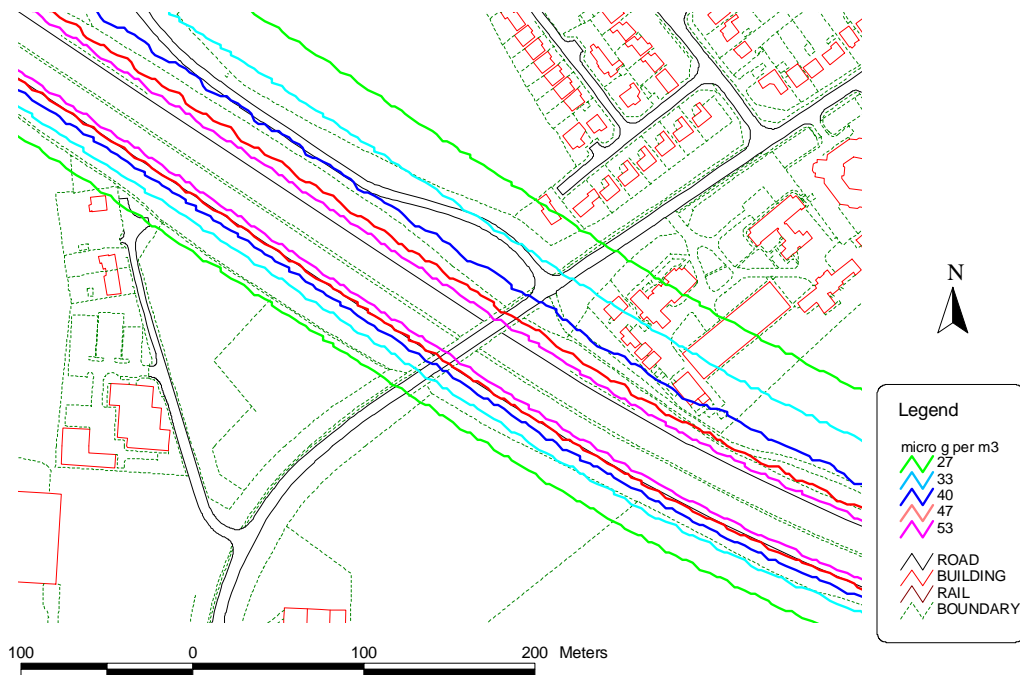 N
Legend
micro g per m3
27
33
40
47
53
ROAD
BUILDING
RAIL
BOUNDARY
100 0 100 200 Meters